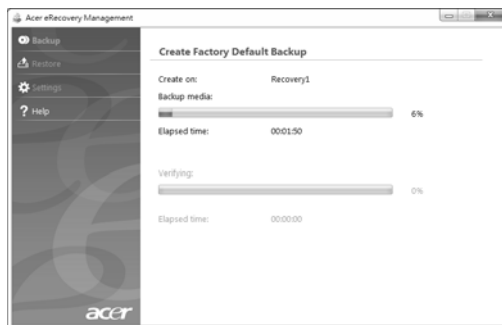 Acer eRecovery Management
Backup
Restore
Settings
? Help
Create Factory Default Backup
Create on: Recovery1
Backup media:
6%
Elapsed time: 00:01:50
Verifying:
0%
Elapsed time: 00:00:00
acer